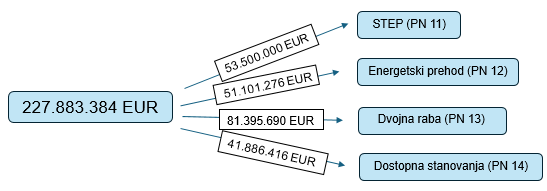 227.883.384 EUR
53.500.000 EUR
STEP (PN 11)
51.101.276 EUR
Energetski prehod (PN 12)
81.395.690 EUR
Dvojna raba (PN 13)
41.886.416 EUR
Dostopna stanovanja (PN 14)